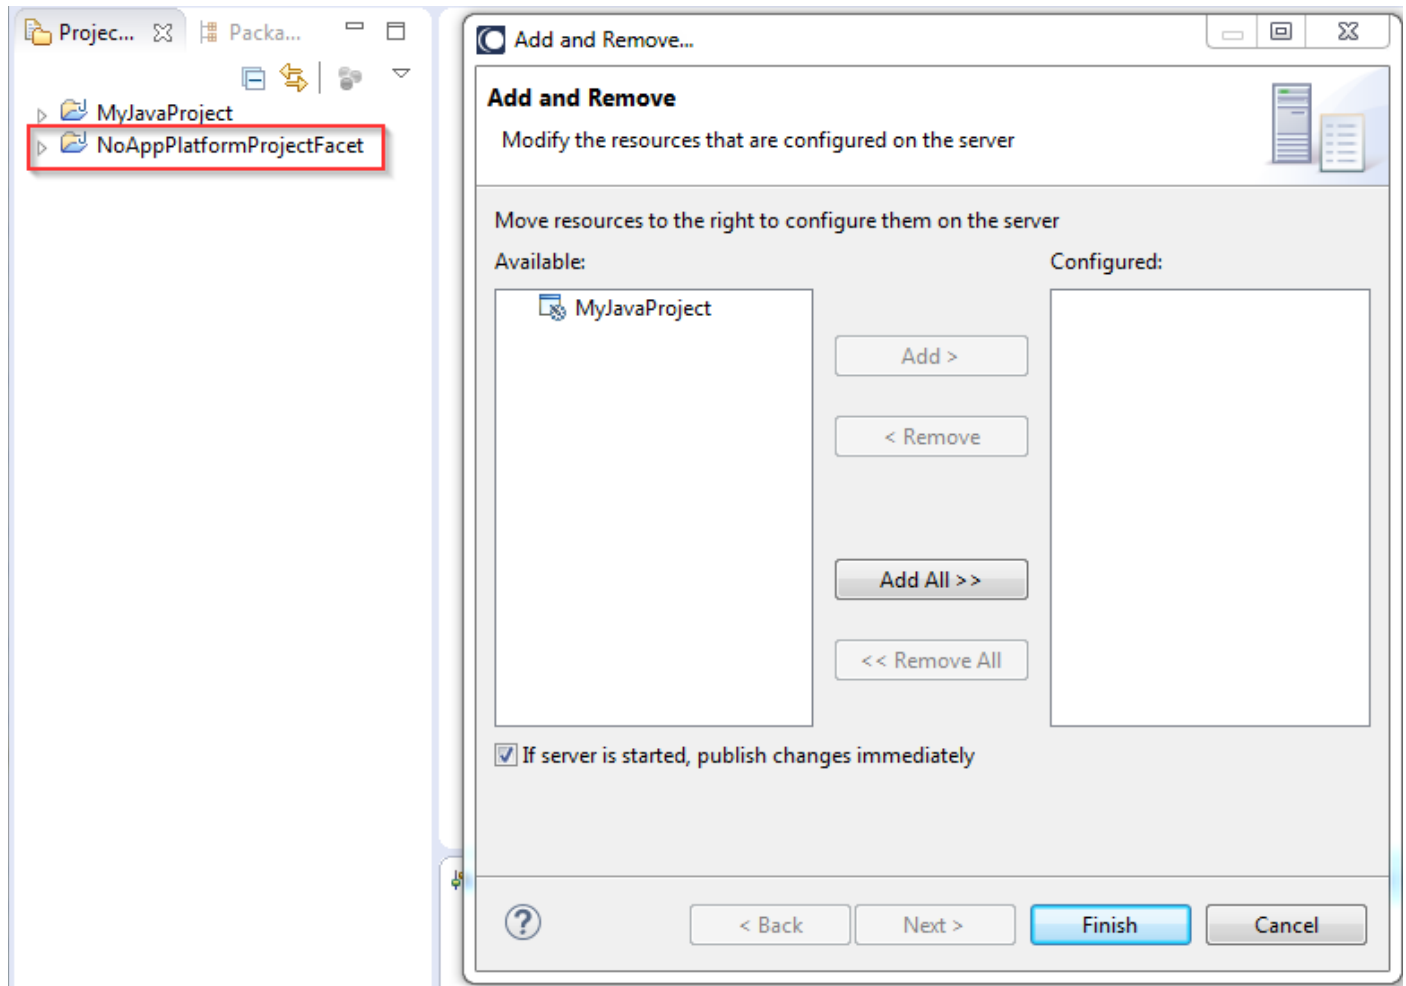 Projec...
Packa...
MyJavaProject
NoAppPlatformProjectFacet
Add and Remove...
Add and Remove
Modify the resources that are configured on the server
Move resources to the right to configure them on the server
Available:
Configured:
MyJavaProject
Add >
< Remove
Add All >>
<< Remove All
If server is started, publish changes immediately
?
< Back
Next >
Finish
Cancel